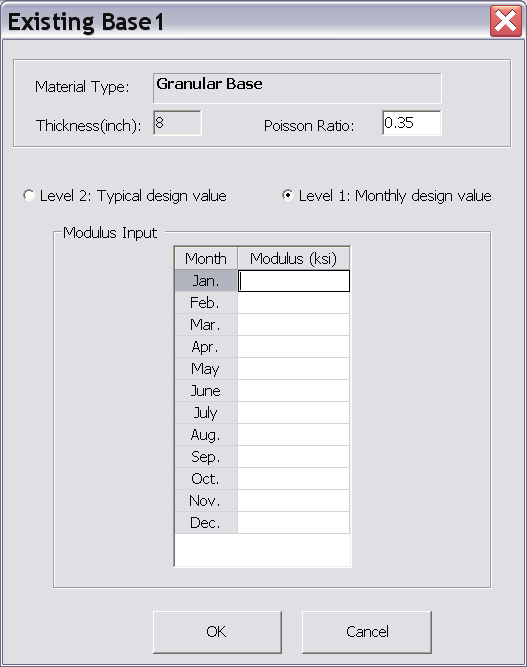 Existing Base1
Material Type: Granular Base
Thickness(inch): 8 Poisson Ratio: 0.35
Level 2: Typical design value Level 1: Monthly design value
Modulus Input
Month Modulus (ksi)
Jan.
Feb.
Mar.
Apr.
May
June
July
Aug.
Sep.
Oct.
Nov.
Dec.
OK Cancel